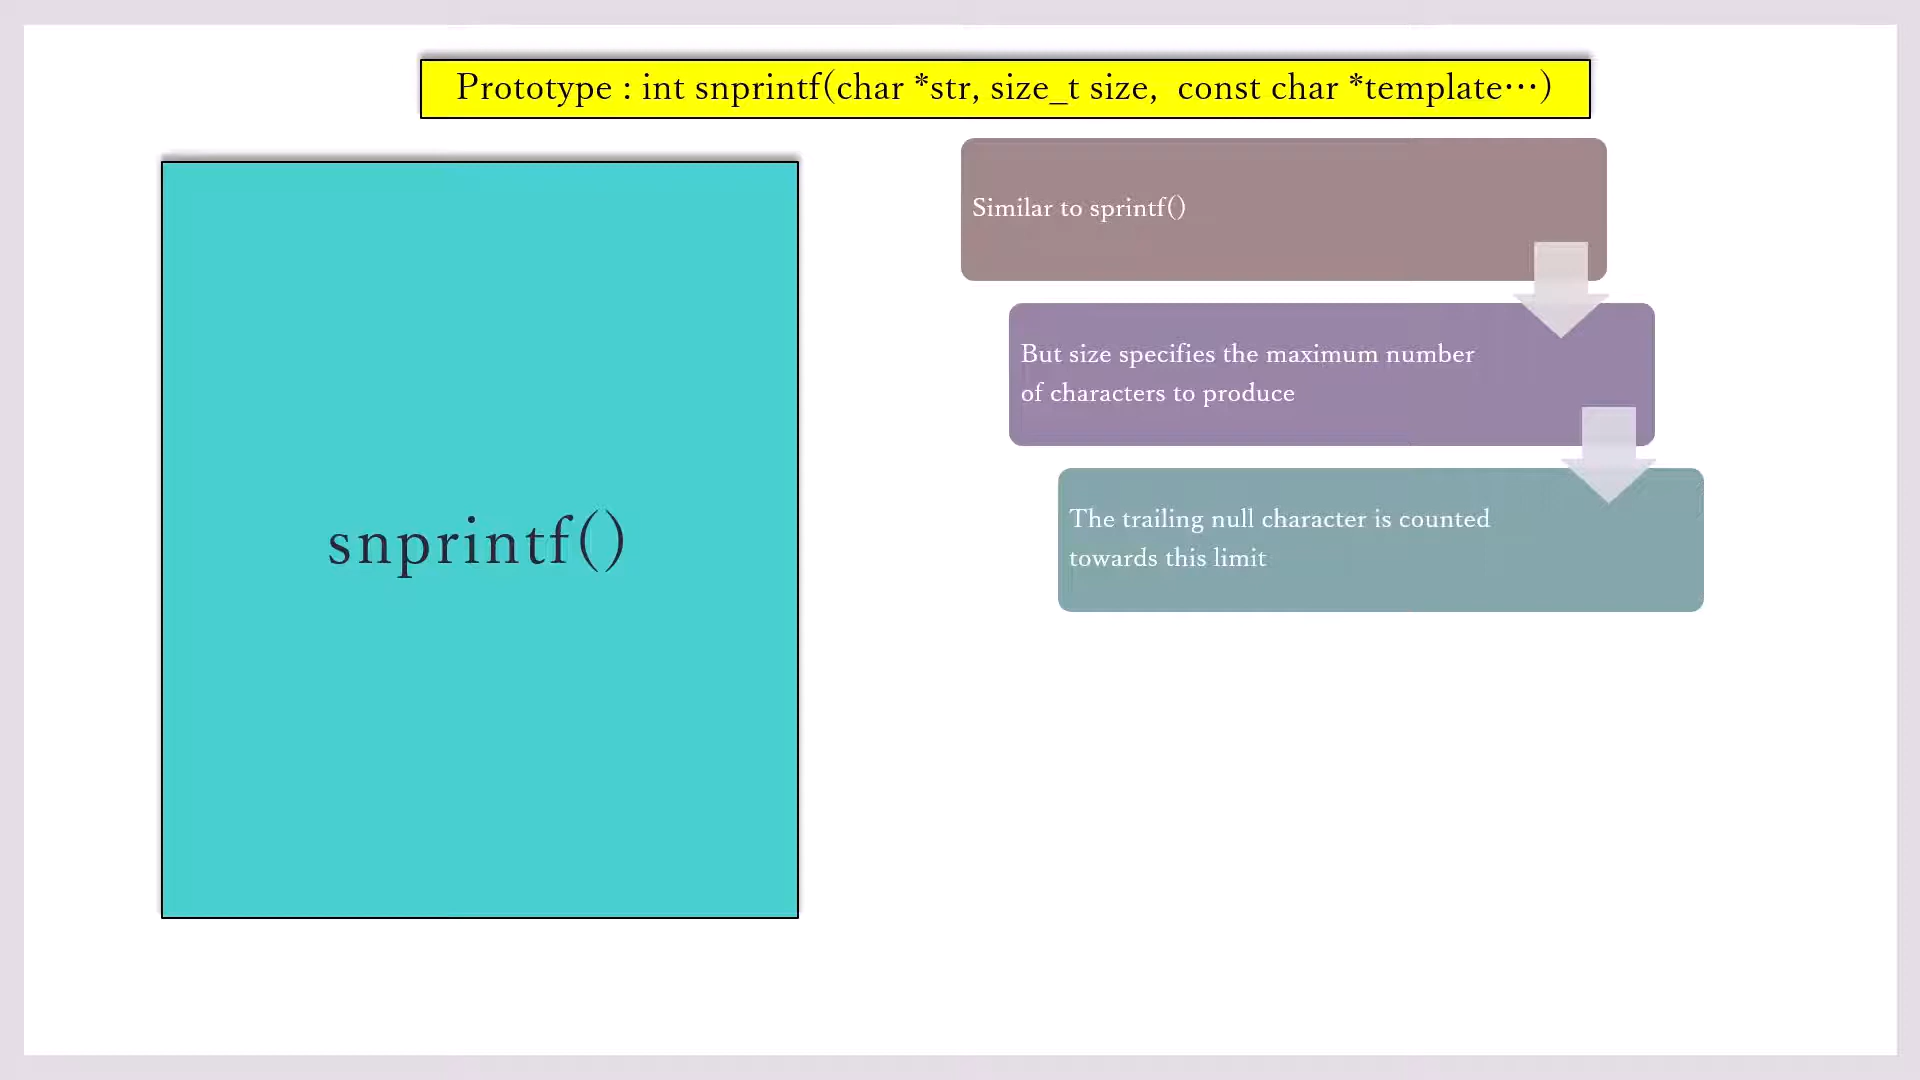 Prototype : int snprintf(char *str, size_t size, const char *template…)
snprintf()
Similar to sprintf()
But size specifies the maximum number
of characters to produce
The trailing null character is counted
towards this limit